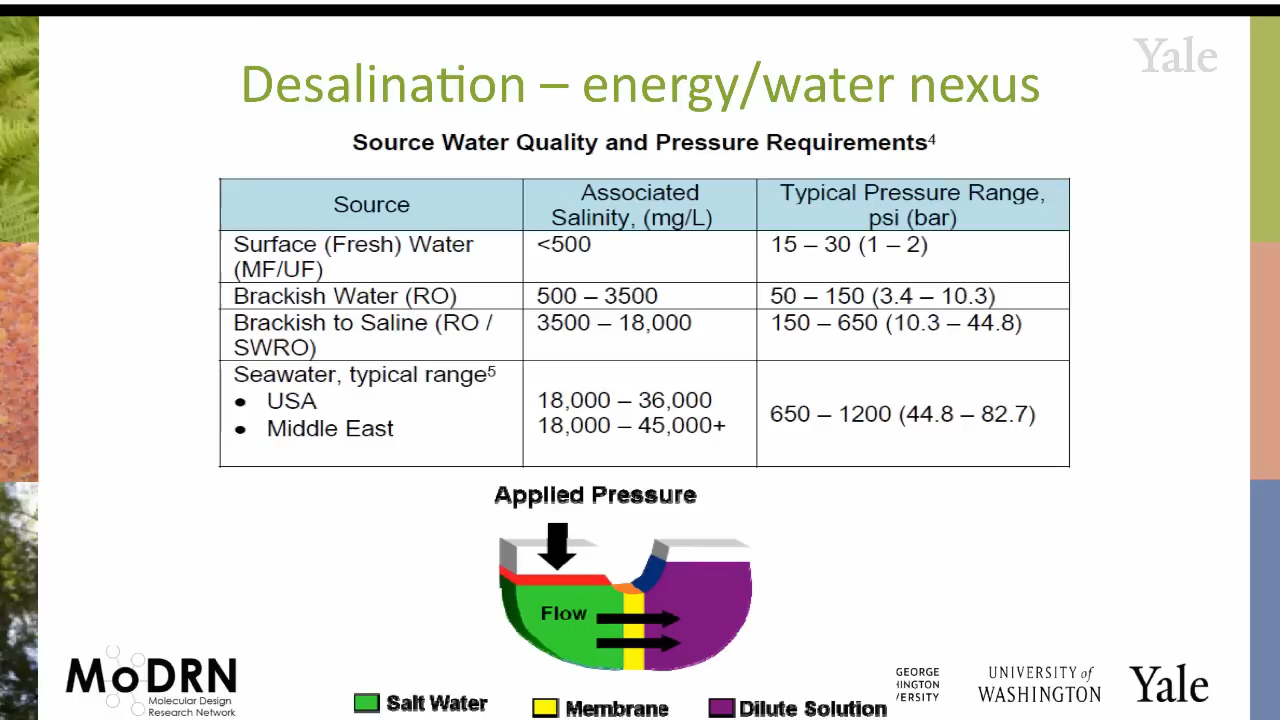 Yale
Desalination – energy/water nexus
Source Water Quality and Pressure Requirements⁴
Source
Associated
Salinity, (mg/L)
Typical Pressure Range,
psi (bar)
Surface (Fresh) Water
(MF/UF)
<500
15 – 30 (1 – 2)
Brackish Water (RO)
500 – 3500
50 – 150 (3.4 – 10.3)
Brackish to Saline (RO /
SWRO)
3500 – 18,000
150 – 650 (10.3 – 44.8)
Seawater, typical range⁵
• USA
• Middle East
18,000 – 36,000
18,000 – 45,000+
650 – 1200 (44.8 – 82.7)
Applied Pressure
Flow
Salt Water
Membrane
Dilute Solution
MoDRN
Molecular Design
Research Network
GEORGE
HINGTON
VERSITY
UNIVERSITY of
WASHINGTON
Yale